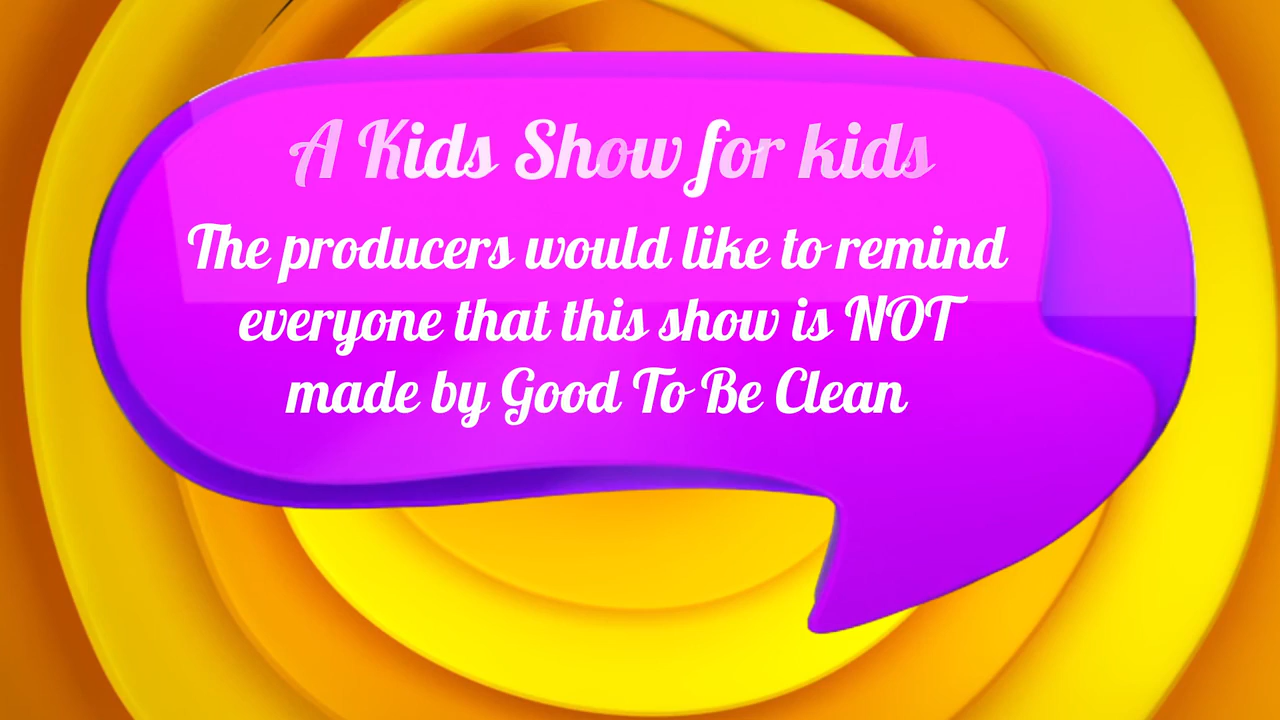 A Kids Show for kids
The producers would like to remind
everyone that this show is NOT
made by Good To Be Clean